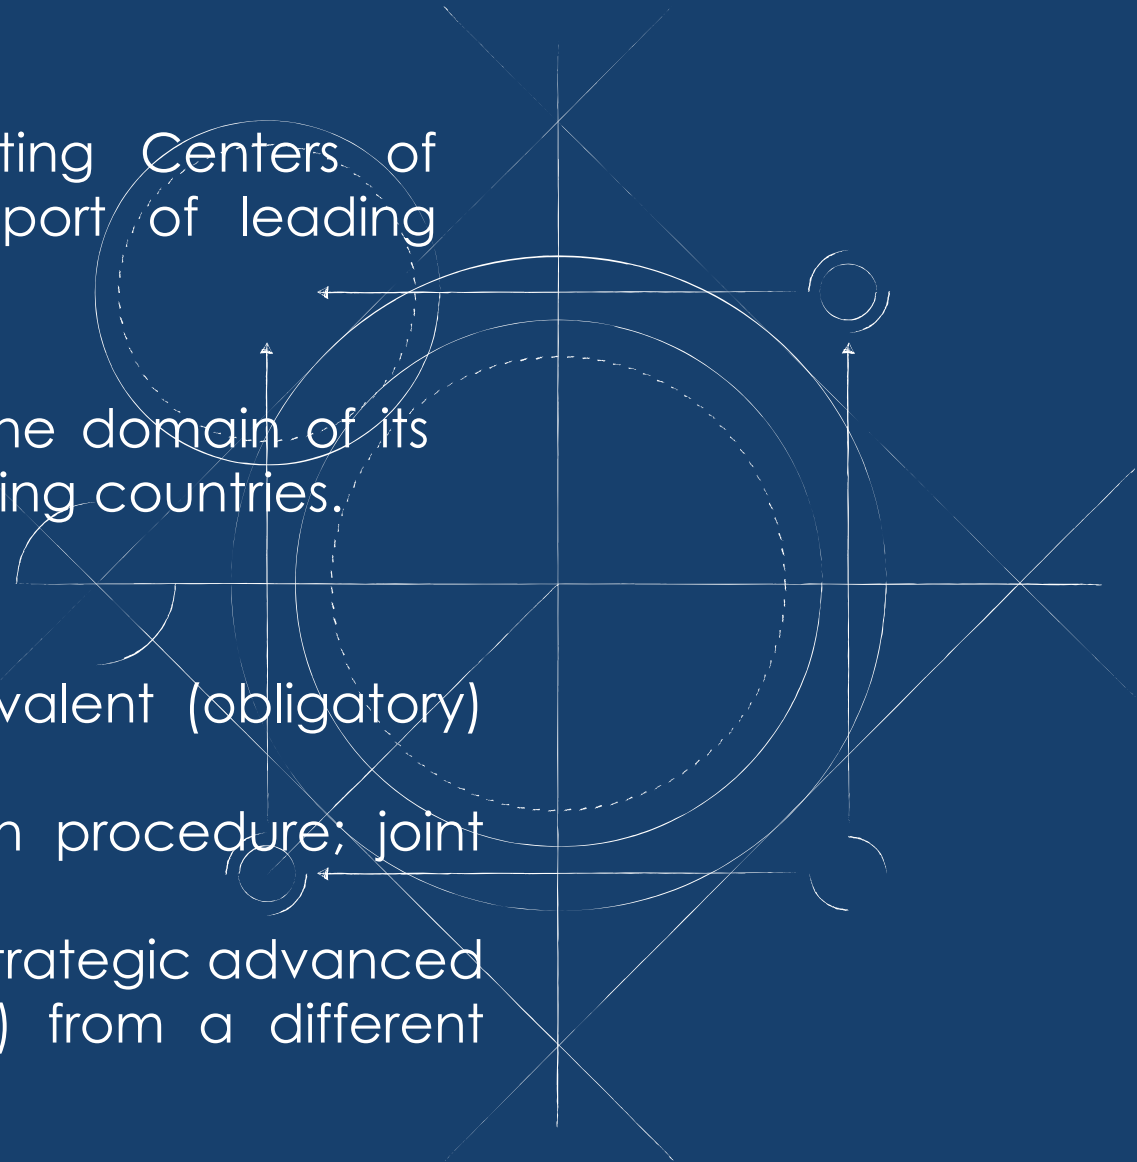 ting Centers of
port of leading
ne domain of its
ing countries.
valent (obligatory)
n procedure; joint
trategic advanced
) from a different